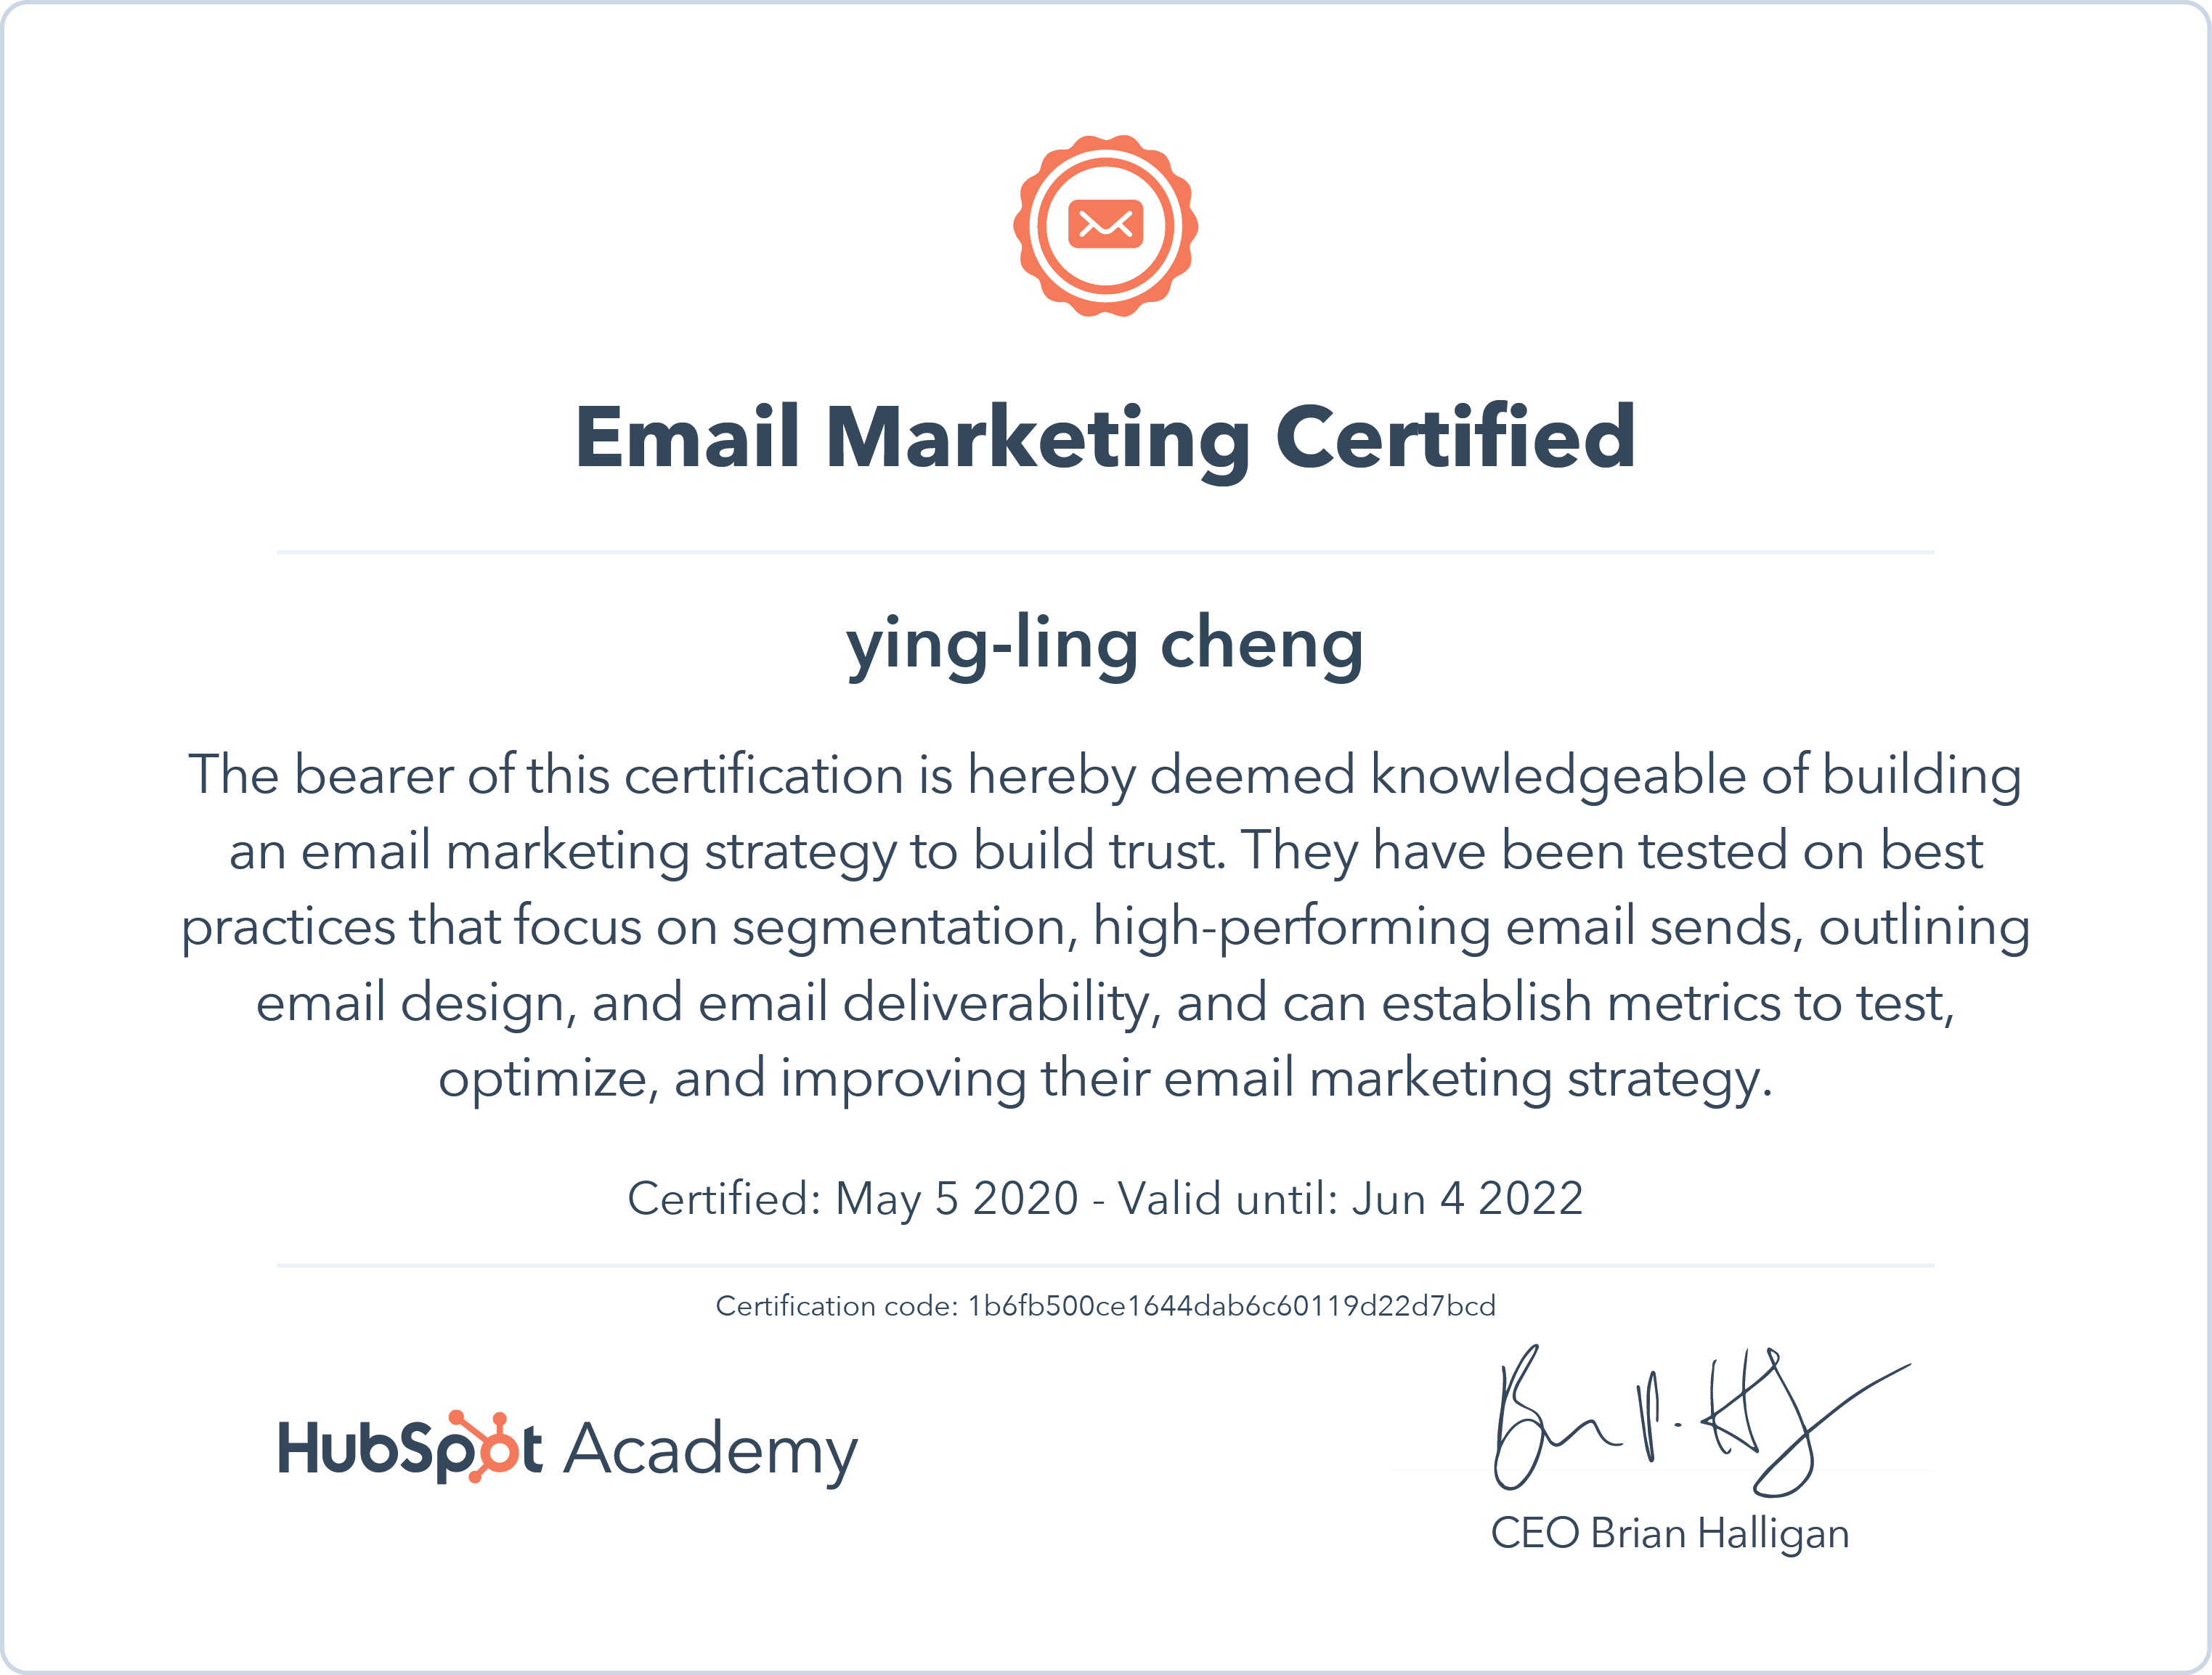 Email Marketing Certified
ying-ling cheng
The bearer of this certification is hereby deemed knowledgeable of building
an email marketing strategy to build trust. They have been tested on best
practices that focus on segmentation, high-performing email sends, outlining
email design, and email deliverability, and can establish metrics to test,
optimize, and improving their email marketing strategy.
Certified: May 5 2020 - Valid until: Jun 4 2022
Certification code: 1b6fb500ce1644dab6c60119d22d7bcd
HubSpot Academy
CEO Brian Halligan